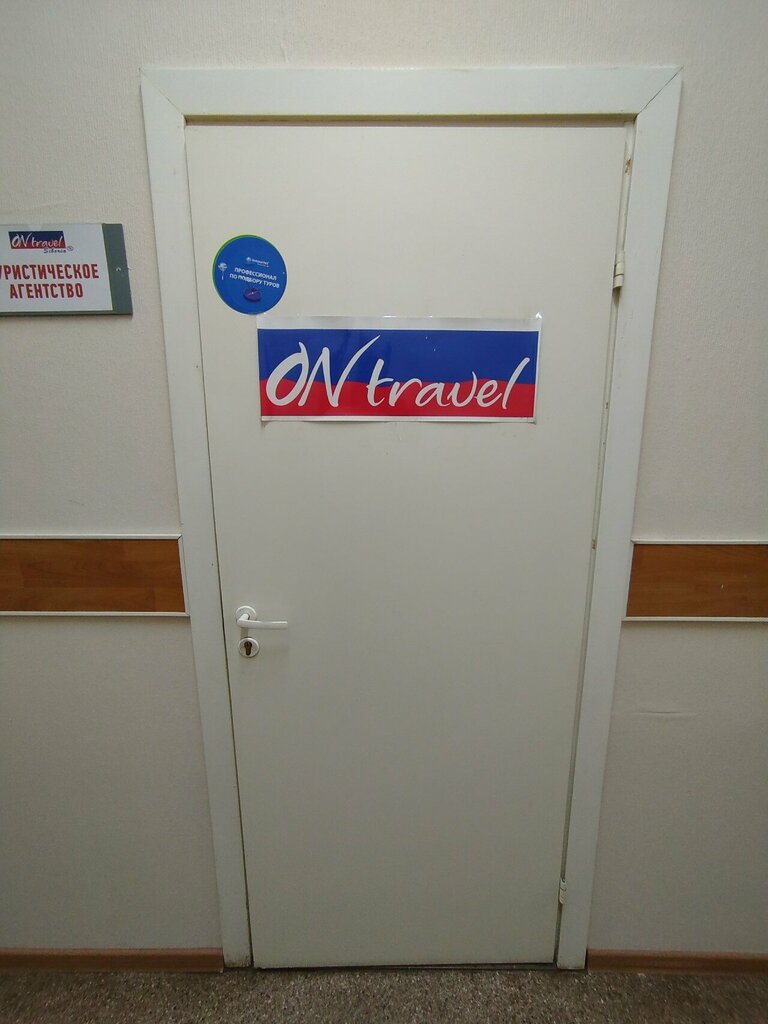 ON travel
Siberia
УРИСТИЧЕСКОЕ
АГЕНТСТВО
ПРОФЕССИОНАЛ
ПО ПОДБОРУ ТУРОВ
ON travel